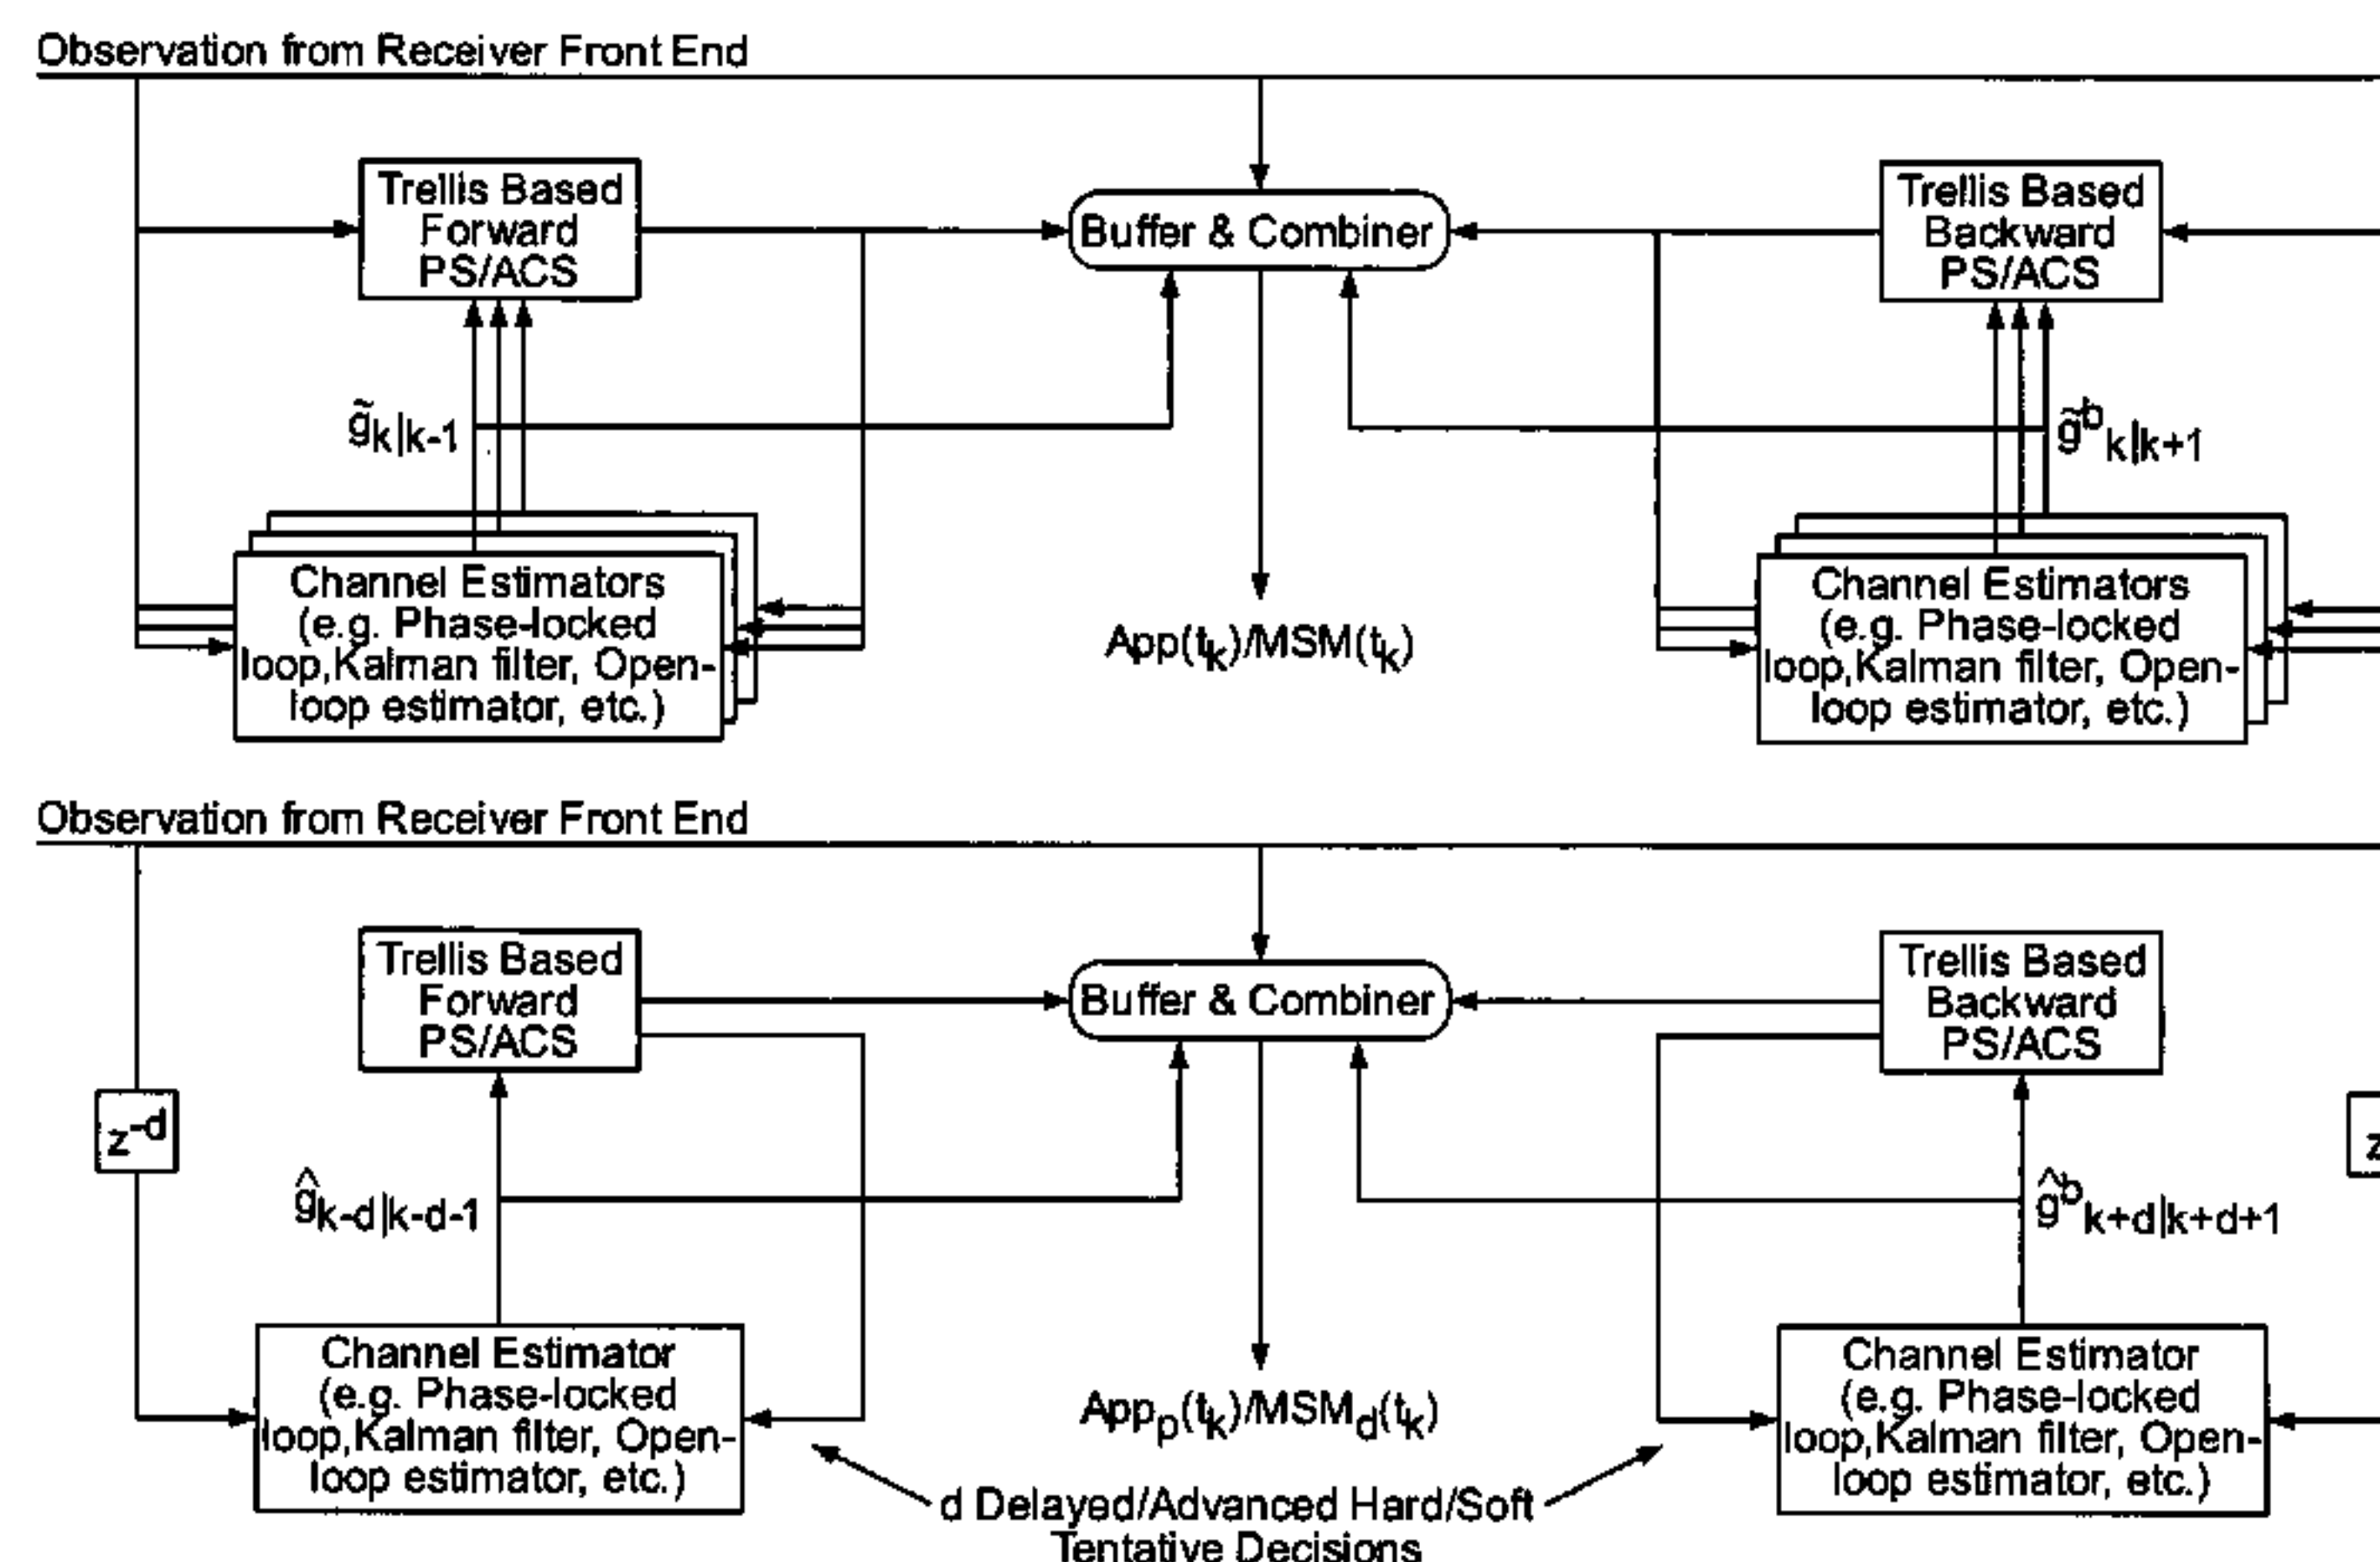 Observation from Receiver Front End
Trellis Based
Forward
PS/ACS
Buffer & Combiner
Trellis Based
Backward
PS/ACS
g̃k|k-1
g̃ᵇk|k+1
Channel Estimators
(e.g. Phase-locked
loop,Kalman filter, Open-
loop estimator, etc.)
App(tk)/MSM(tk)
Channel Estimators
(e.g. Phase-locked
loop,Kalman filter, Open-
loop estimator, etc.)
Observation from Receiver Front End
Trellis Based
Forward
PS/ACS
Buffer & Combiner
Trellis Based
Backward
PS/ACS
z-d
z
ĝk-d|k-d-1
ĝᵇk+d|k+d+1
Channel Estimator
(e.g. Phase-locked
loop,Kalman filter, Open-
loop estimator, etc.)
Appp(tk)/MSMd(tk)
Channel Estimator
(e.g. Phase-locked
loop,Kalman filter, Open-
loop estimator, etc.)
d Delayed/Advanced Hard/Soft
Tentative Decisions